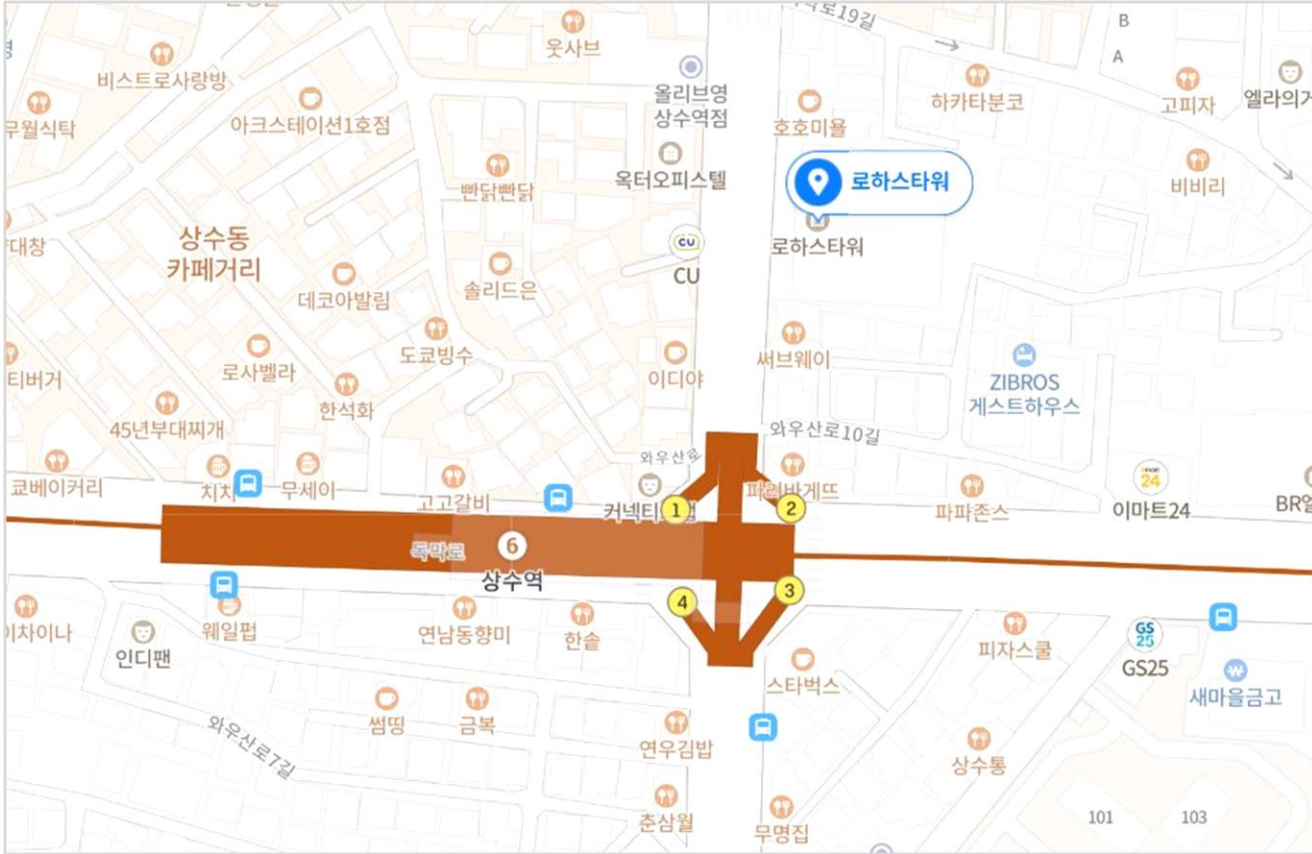 로19길
B
A
웃사브
비스트로사랑방
올리브영
상수역점
하카타분코
고피자
엘라의
무월식탁
아크스테이션1호점
호호미욜
빤닭빤닭
옥터오피스텔
로하스타워
비비리
상수동
카페거리
대창
cu
CU
로하스타워
데코아발림
솔리드은
도쿄빙수
써브웨이
로사벨라
이디야
티버거
한석화
ZIBROS
게스트하우스
45년부대찌개
와우산로10길
와우산로
쿄베이커리
치치
무세이
고고갈비
커넥티
1
파리바게뜨
2
파파존스
24
이마트24
BR
독막로
6
상수역
4
3
이차이나
웨일펍
연남동향미
한솥
인디팬
피자스쿨
GS
25
GS25
스타벅스
새마을금고
썸띵
금복
와우산로7길
연우김밥
상수통
춘삼월
무명집
101
103